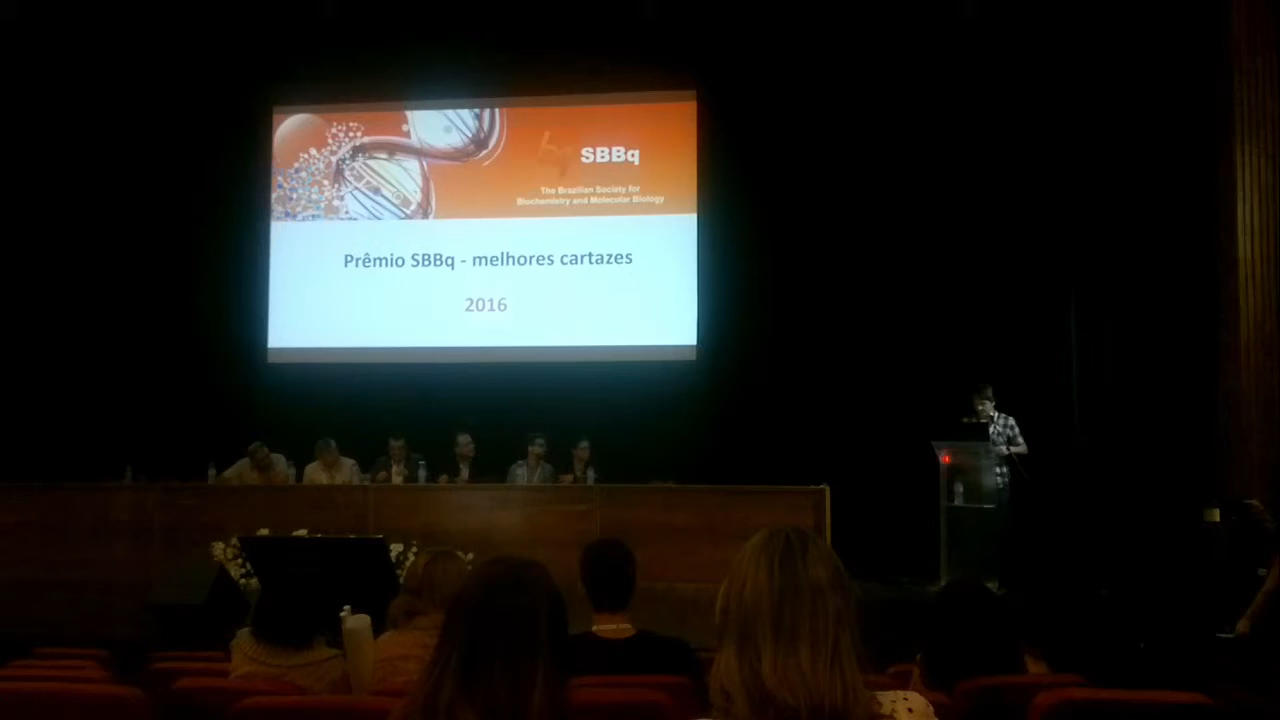 SBBq
The Brazilian Society for
Biochemistry and Molecular Biology
Prêmio SBBq - melhores cartazes
2016